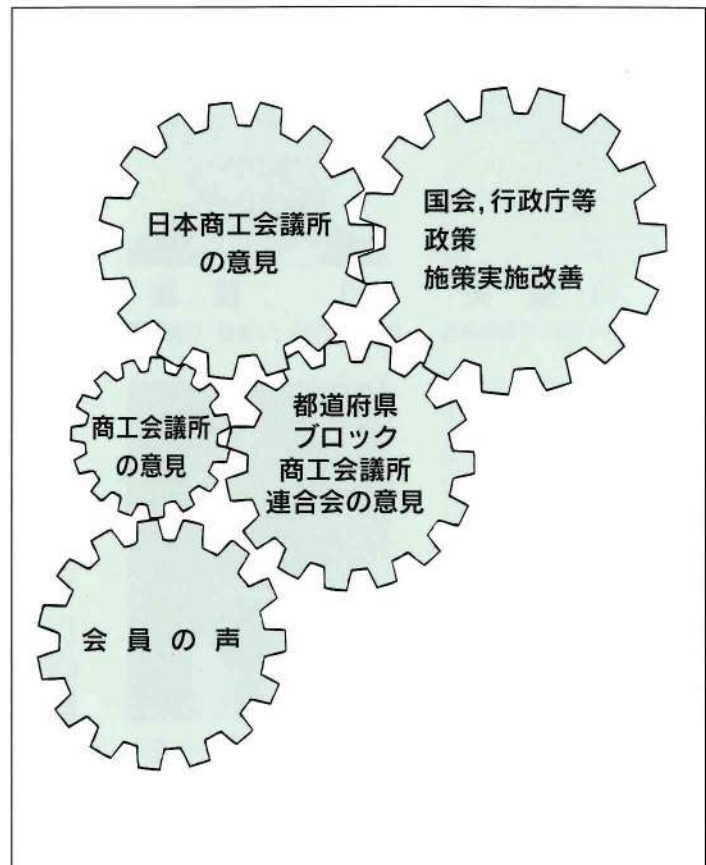 日本商工会議所
の意見
国会,行政庁等
政策
施策実施改善
商工会議所
の意見
都道府県
ブロック
商工会議所
連合会の意見
会員の声